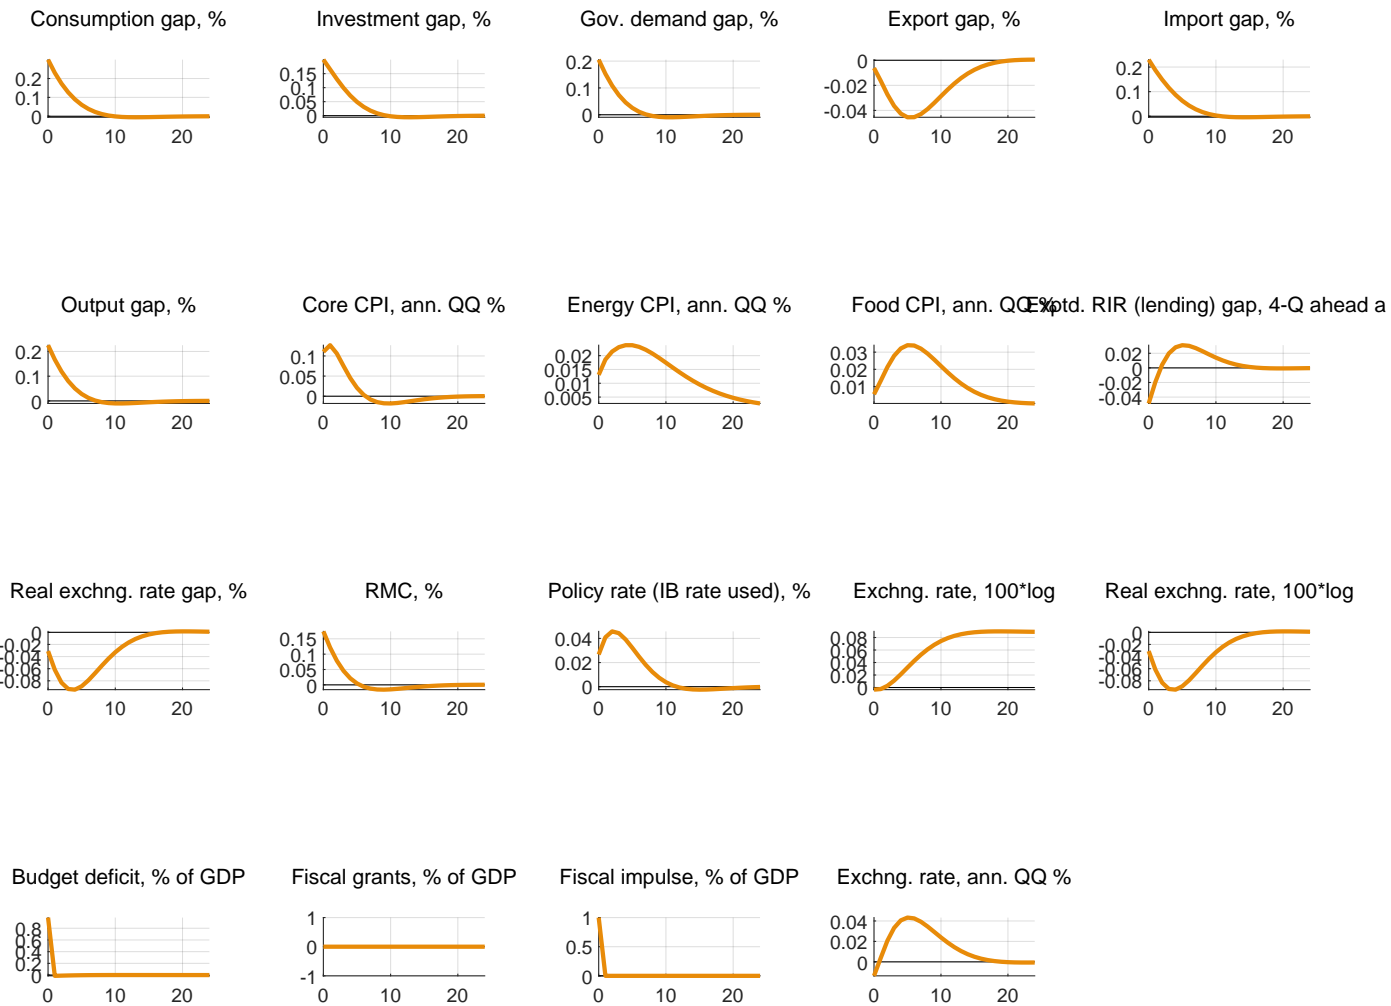 Consumption gap, %
0.2
0.1
0
0 10 20
Investment gap, %
0.15
0.1
0.05
0
0 10 20
Gov. demand gap, %
0.2
0.1
0
0 10 20
Export gap, %
0
-0.02
-0.04
0 10 20
Import gap, %
0.2
0.1
0
0 10 20
Output gap, %
0.2
0.1
0
0 10 20
Core CPI, ann. QQ %
0.1
0.05
0
0 10 20
Energy CPI, ann. QQ %
0.02
0.015
0.01
0.005
0 10 20
Food CPI, ann. QQ %
0.03
0.02
0.01
0 10 20
RIR (lending) gap, 4-Q ahead a
0.02
0
-0.02
-0.04
0 10 20
Real exchng. rate gap, %
0
-0.02
-0.04
-0.06
-0.08
0 10 20
RMC, %
0.15
0.1
0.05
0
0 10 20
Policy rate (IB rate used), %
0.04
0.02
0
0 10 20
Exchng. rate, 100*log
0.08
0.06
0.04
0.02
0
0 10 20
Real exchng. rate, 100*log
0
-0.02
-0.04
-0.06
-0.08
0 10 20
Budget deficit, % of GDP
0.8
0.6
0.4
0.2
0
0 10 20
Fiscal grants, % of GDP
1
0
-1
0 10 20
Fiscal impulse, % of GDP
1
0.5
0
0 10 20
Exchng. rate, ann. QQ %
0.04
0.02
0
0 10 20